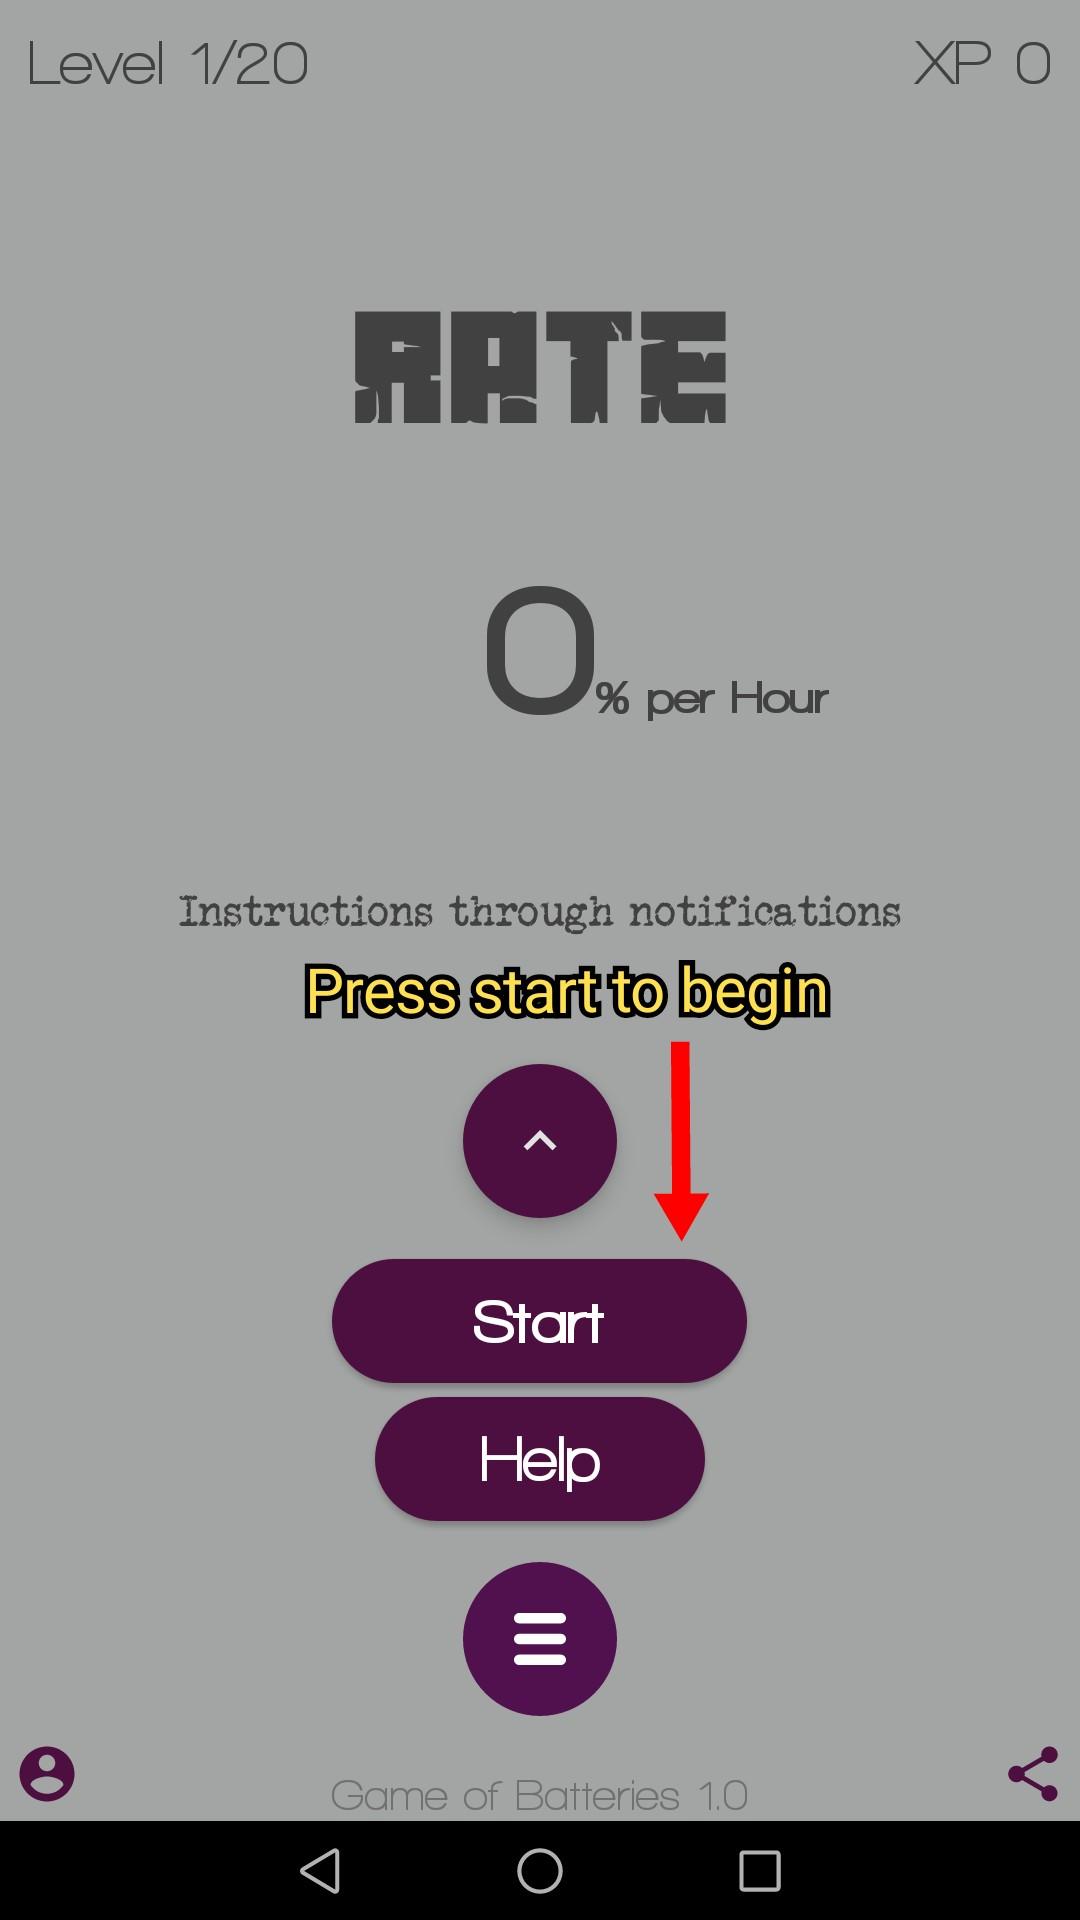 Level 1/20
XP 0
RATE
0% per Hour
Instructions through notifications
Press start to begin
Start
Help
Game of Batteries 1.0